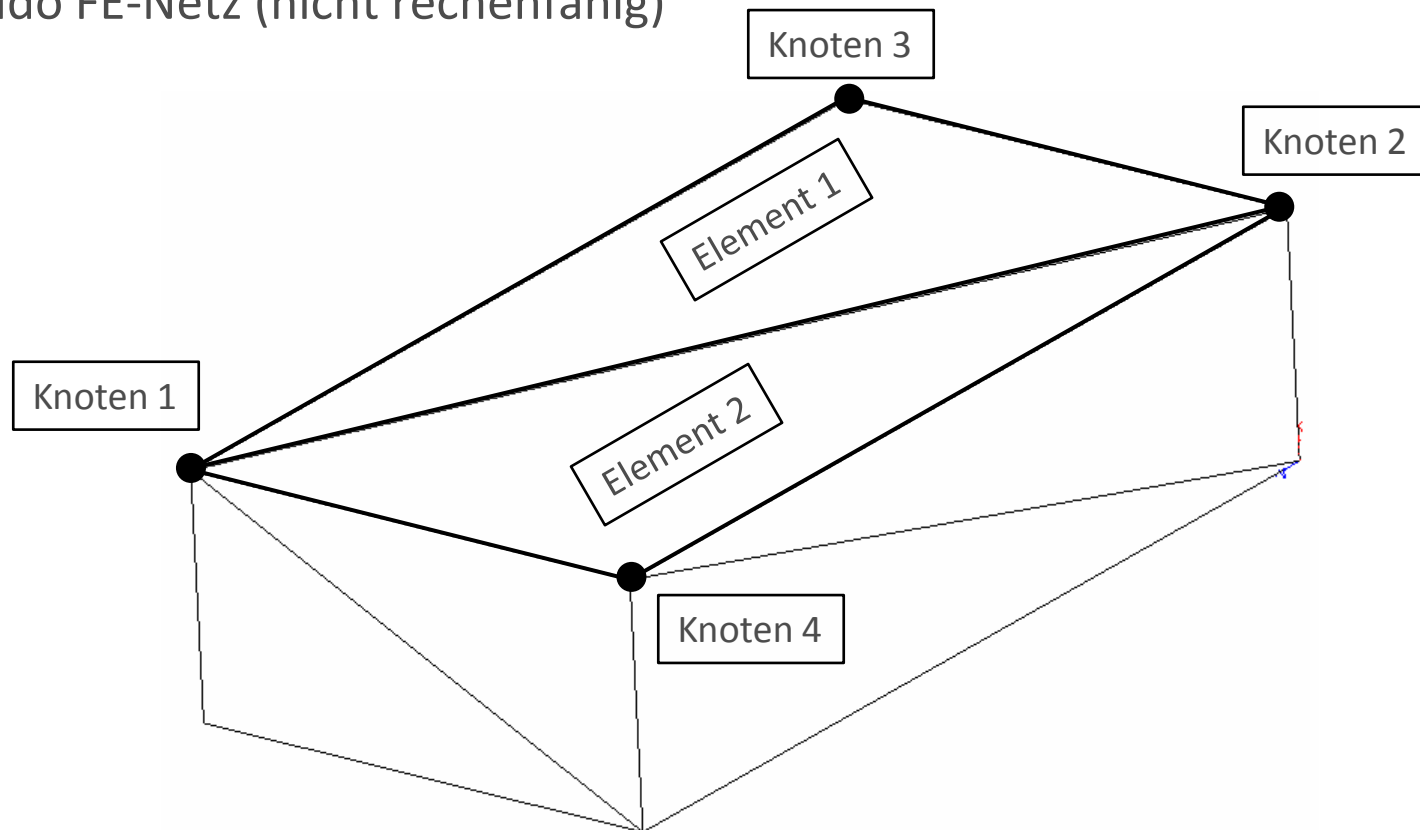 FE-Netz (nicht rechenfähig)
Knoten 3
Knoten 2
Element 1
Knoten 1
Element 2
Knoten 4